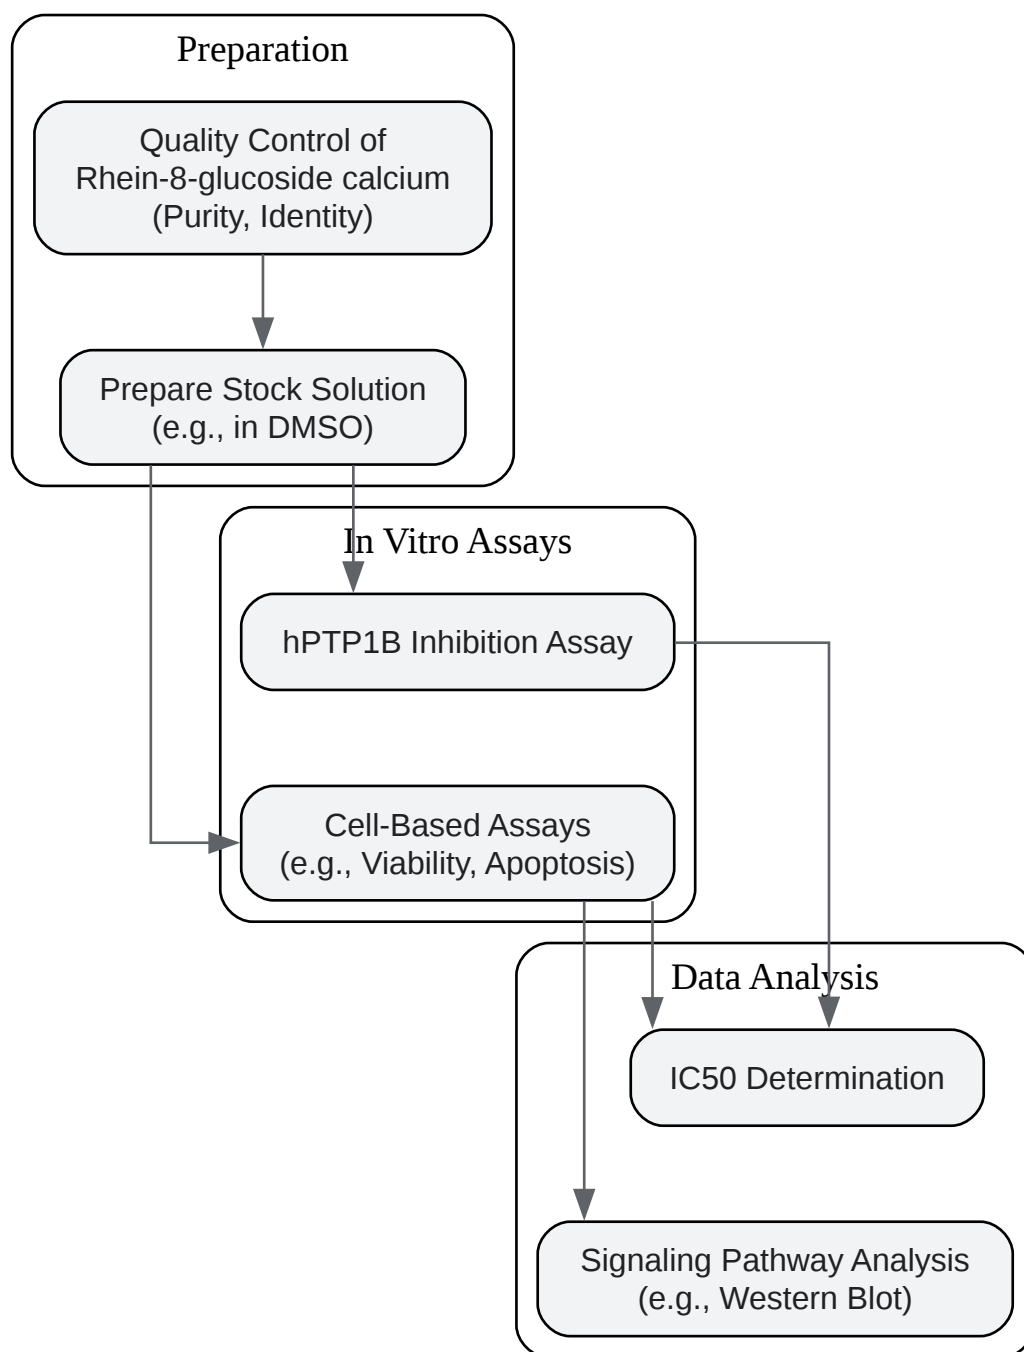 Preparation
Quality Control of
Rhein-8-glucoside calcium
(Purity, Identity)
Prepare Stock Solution
(e.g., in DMSO)
In Vitro Assays
hPTP1B Inhibition Assay
Cell-Based Assays
(e.g., Viability, Apoptosis)
Data Analysis
IC50 Determination
Signaling Pathway Analysis
(e.g., Western Blot)